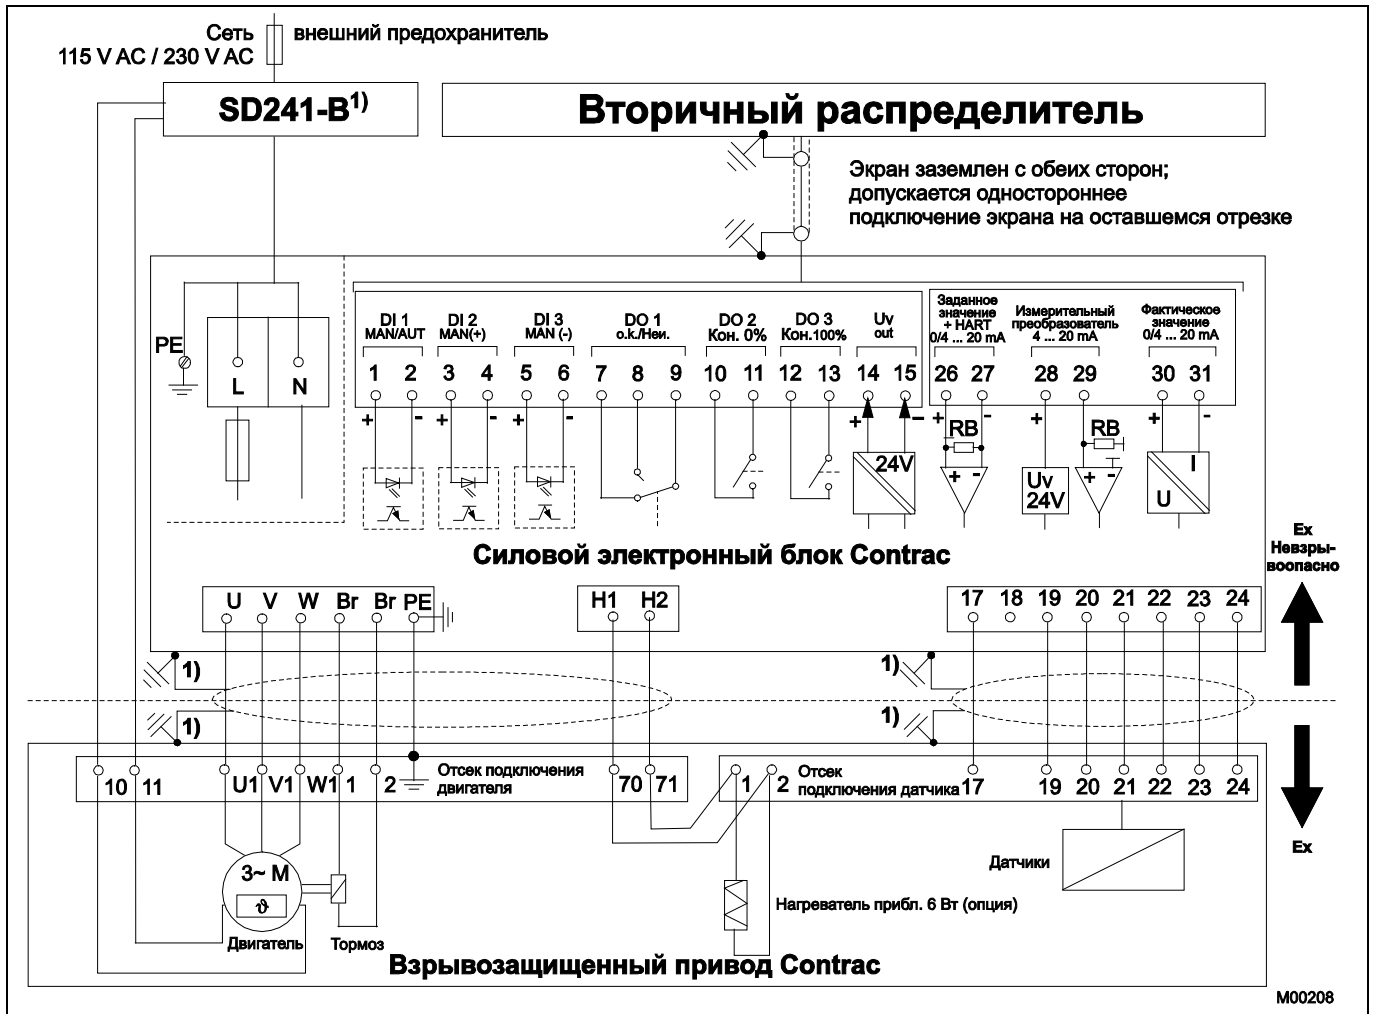 Сеть внешний предохранитель
115 V AC / 230 V AC
SD241-B1)
Вторичный распределитель
Экран заземлен с обеих сторон;
допускается одностороннее
подключение экрана на оставшемся отрезке
PE
L N
DI 1
MAN/AUT
DI 2
MAN(+)
DI 3
MAN (-)
DO 1
o.k./Неи.
DO 2
Кон. 0%
DO 3
Кон.100%
Uv
out
Заданное
значение
+ HART
0/4 ... 20 mA
Измерительный
преобразователь
4 ... 20 mA
Фактическое
значение
0/4 ... 20 mA
1 2 3 4 5 6 7 8 9 10 11 12 13 14 15 26 27 28 29 30 31
+ - + - + - + - + - + + -
RB RB
24V
+ -
Uv
24V
+ -
I
U
Силовой электронный блок Contrac
Ex
Невзры-
воопасно
U V W Br Br PE
H1 H2
17 18 19 20 21 22 23 24
1) 1)
1) 1)
10 11 U1 V1 W1 1 2
Отсек подключения
двигателя
70 71
1 2
Отсек
подключения датчика
17 19 20 21 22 23 24
Ex
3~ M
ϑ
Двигатель
Тормоз
Нагреватель прибл. 6 Вт (опция)
Датчики
Взрывозащищенный привод Contrac
M00208